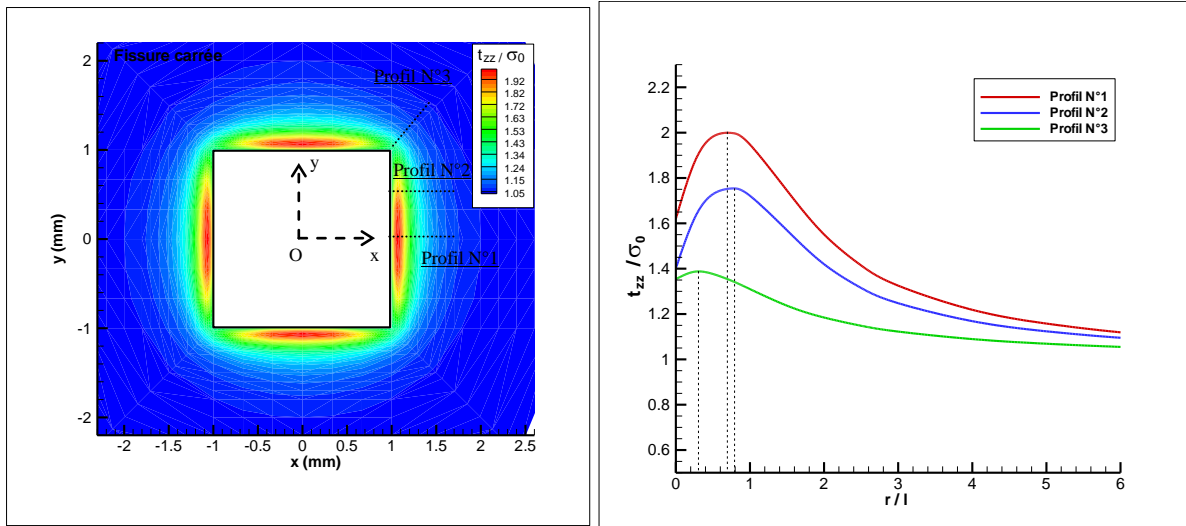 Fissure carrée
t_zz / σ_0
1.92
1.82
1.72
1.62
1.53
1.43
1.34
1.24
1.15
1.05
Profil N°3
Profil N°2
Profil N°1
y
O
x
2
1
0
-1
-2
y (mm)
-2
-1.5
-1
-0.5
0
0.5
1
1.5
2
2.5
x (mm)
Profil N°1
Profil N°2
Profil N°3
2.2
2
1.8
1.6
1.4
1.2
1
0.8
0.6
t_zz / σ_0
0
1
2
3
4
5
6
r / l